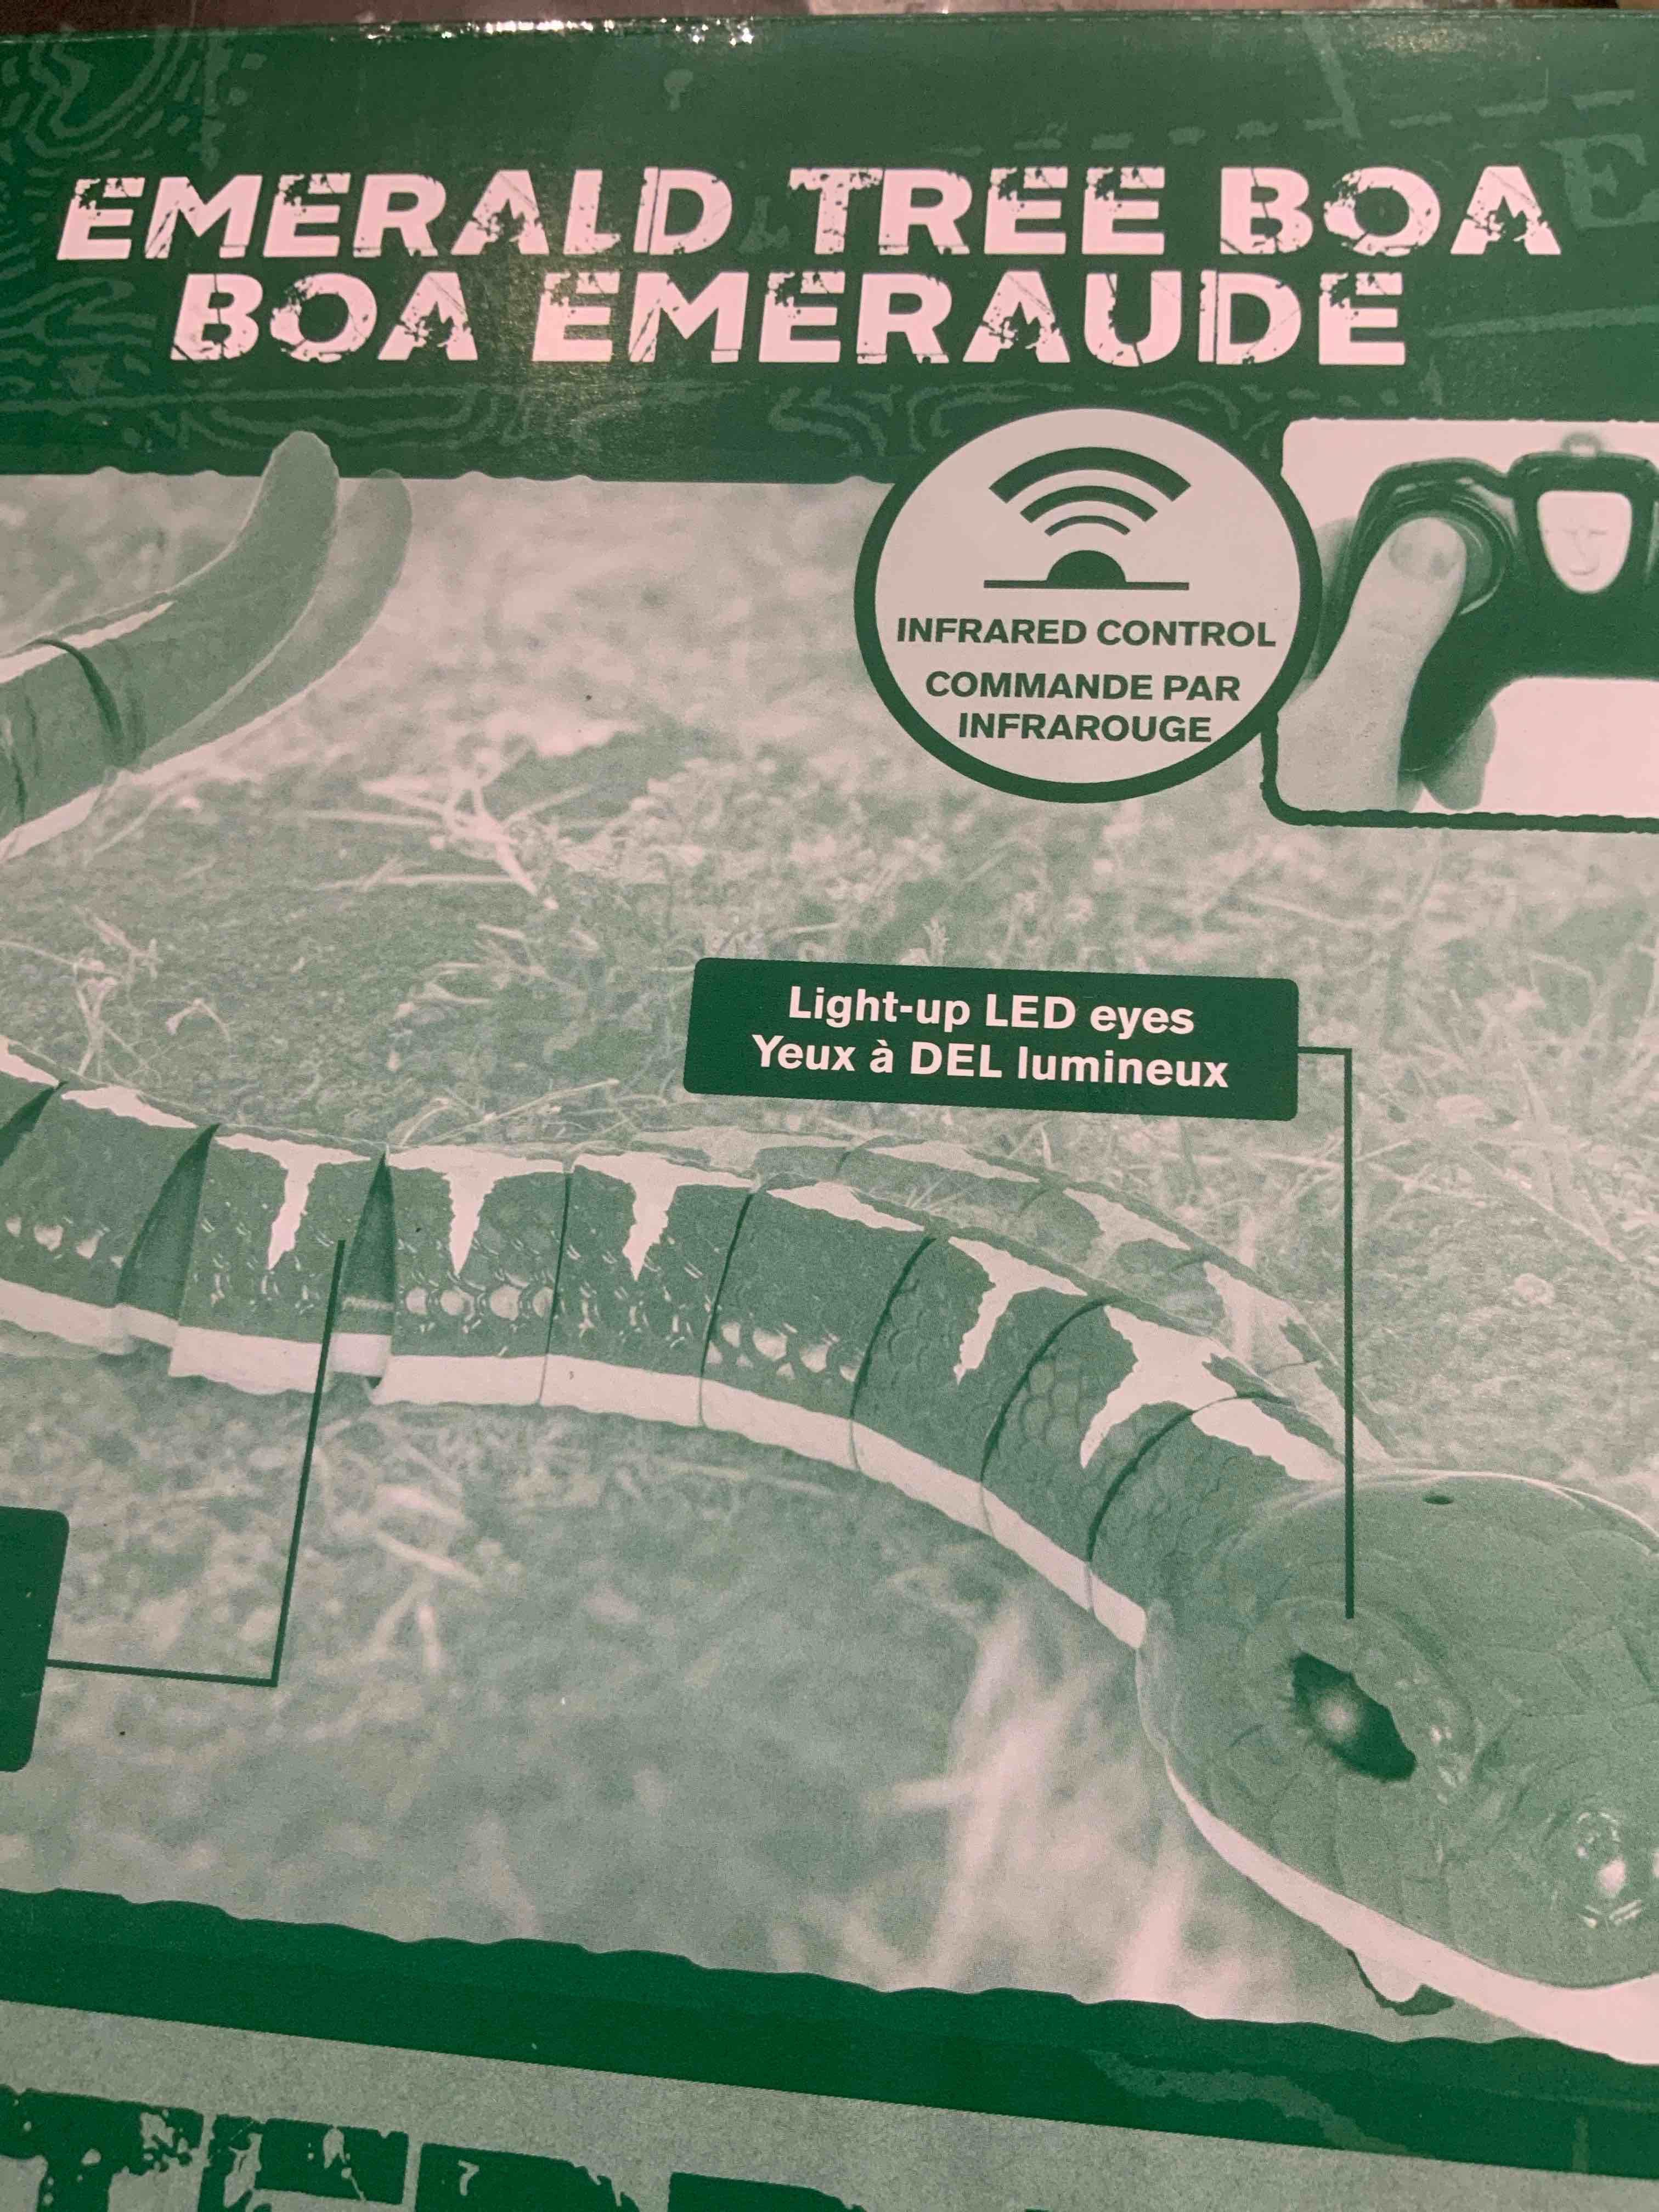 EMERALD TREE BOA
BOA EMERAUDE
INFRARED CONTROL
COMMANDE PAR
INFRAROUGE
Light-up LED eyes
Yeux à DEL lumineux